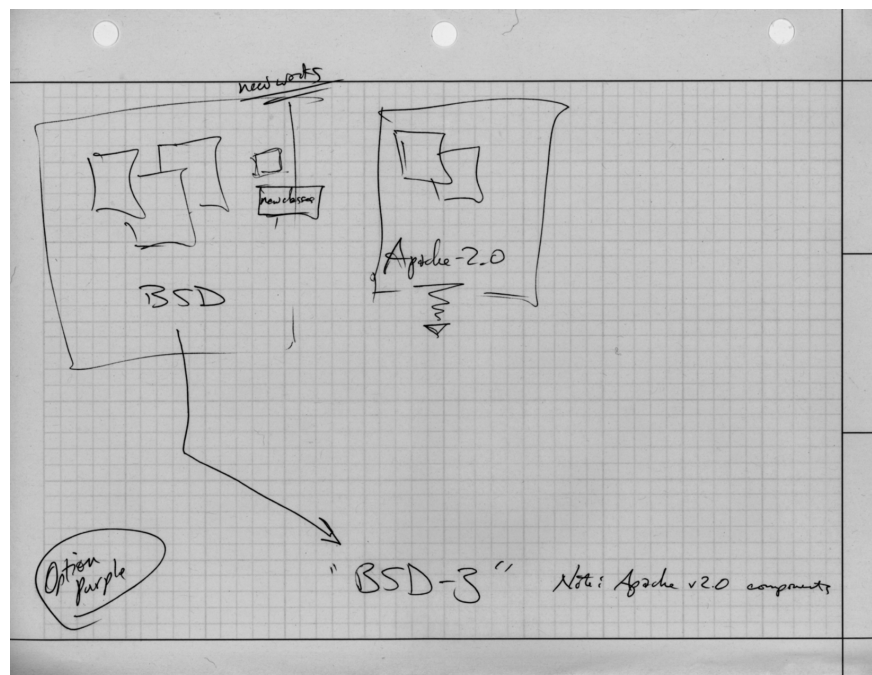 new works
new classes
Apache-2.0
BSD
Option
Purple
"BSD-3"
Note: Apache v2.0 components